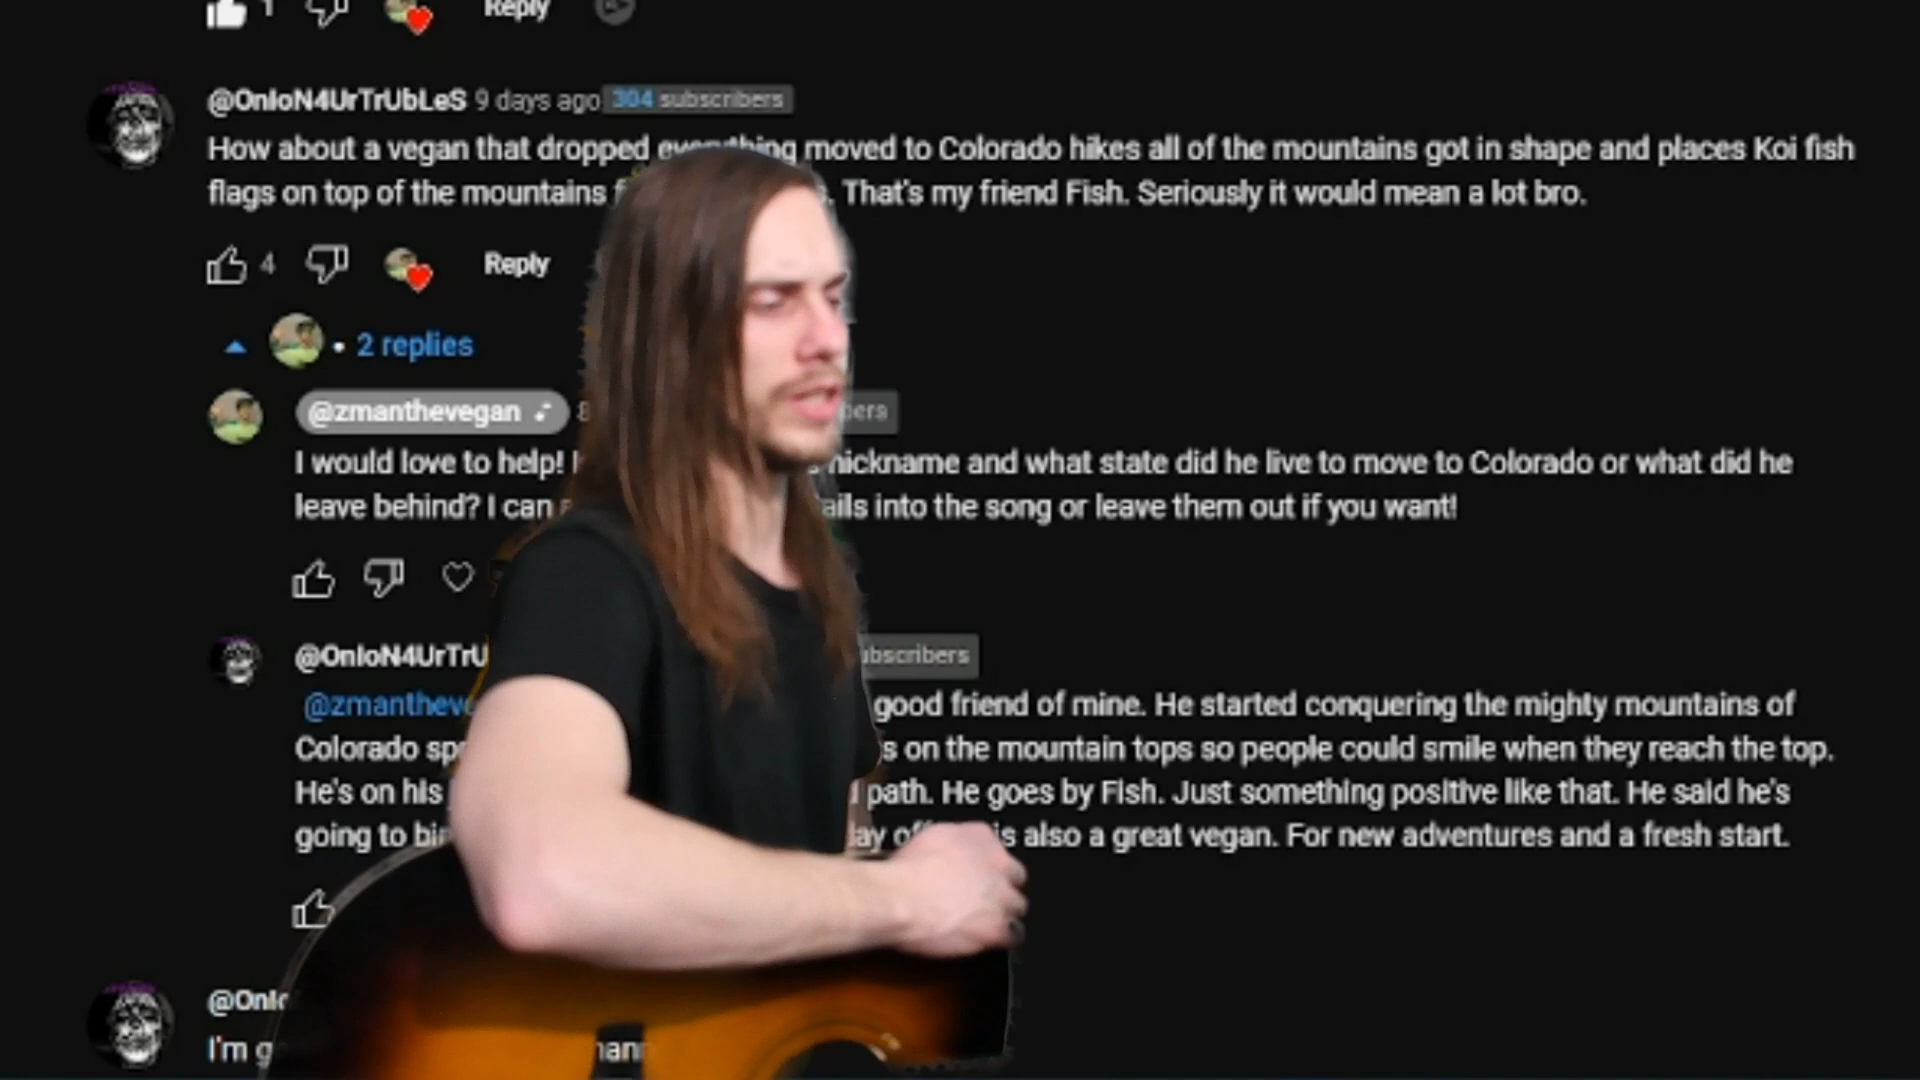 1 Reply
@OnIoN4UrTrUbLeS 9 days ago 304 subscribers
How about a vegan that dropped everything moved to Colorado hikes all of the mountains got in shape and places Koi fish
flags on top of the mountains That's my friend Fish. Seriously it would mean a lot bro.
4 Reply
2 replies
@zmanthevegan
I would love to help! nickname and what state did he live to move to Colorado or what did he
leave behind? I can into the song or leave them out if you want!
@OnIoN4UrTrU
@zmantheve good friend of mine. He started conquering the mighty mountains of
Colorado on the mountain tops so people could smile when they reach the top.
He's on his path. He goes by Fish. Just something positive like that. He said he's
going to is also a great vegan. For new adventures and a fresh start.
I'm